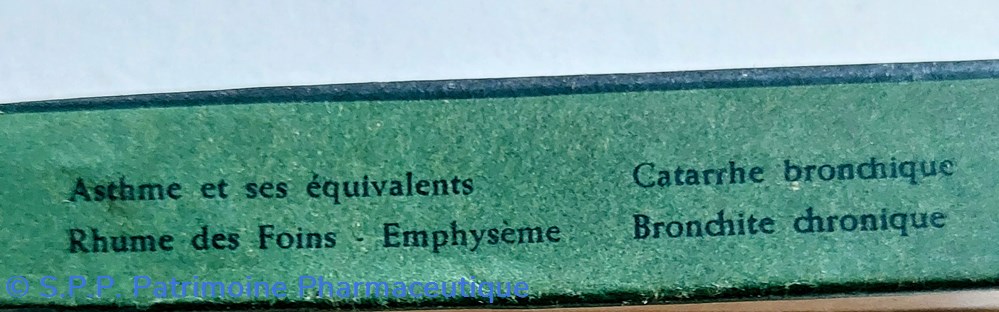 Asthme et ses équivalents
Rhume des Foins - Emphysème
Catarrhe bronchique
Bronchite chronique
© S.P.P. Patrimoine Pharmaceutique